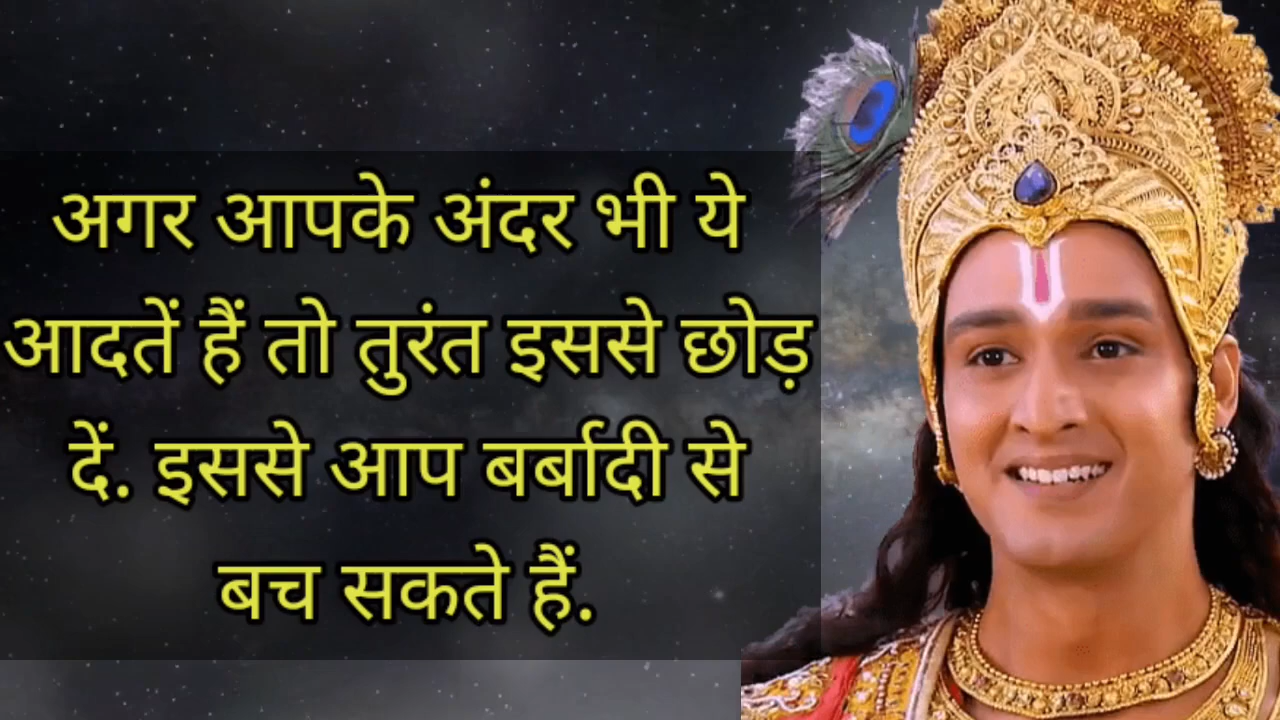 अगर आपके अंदर भी ये
आदतें हैं तो तुरंत इससे छोड़
दें. इससे आप बर्बादी से
बच सकते हैं.